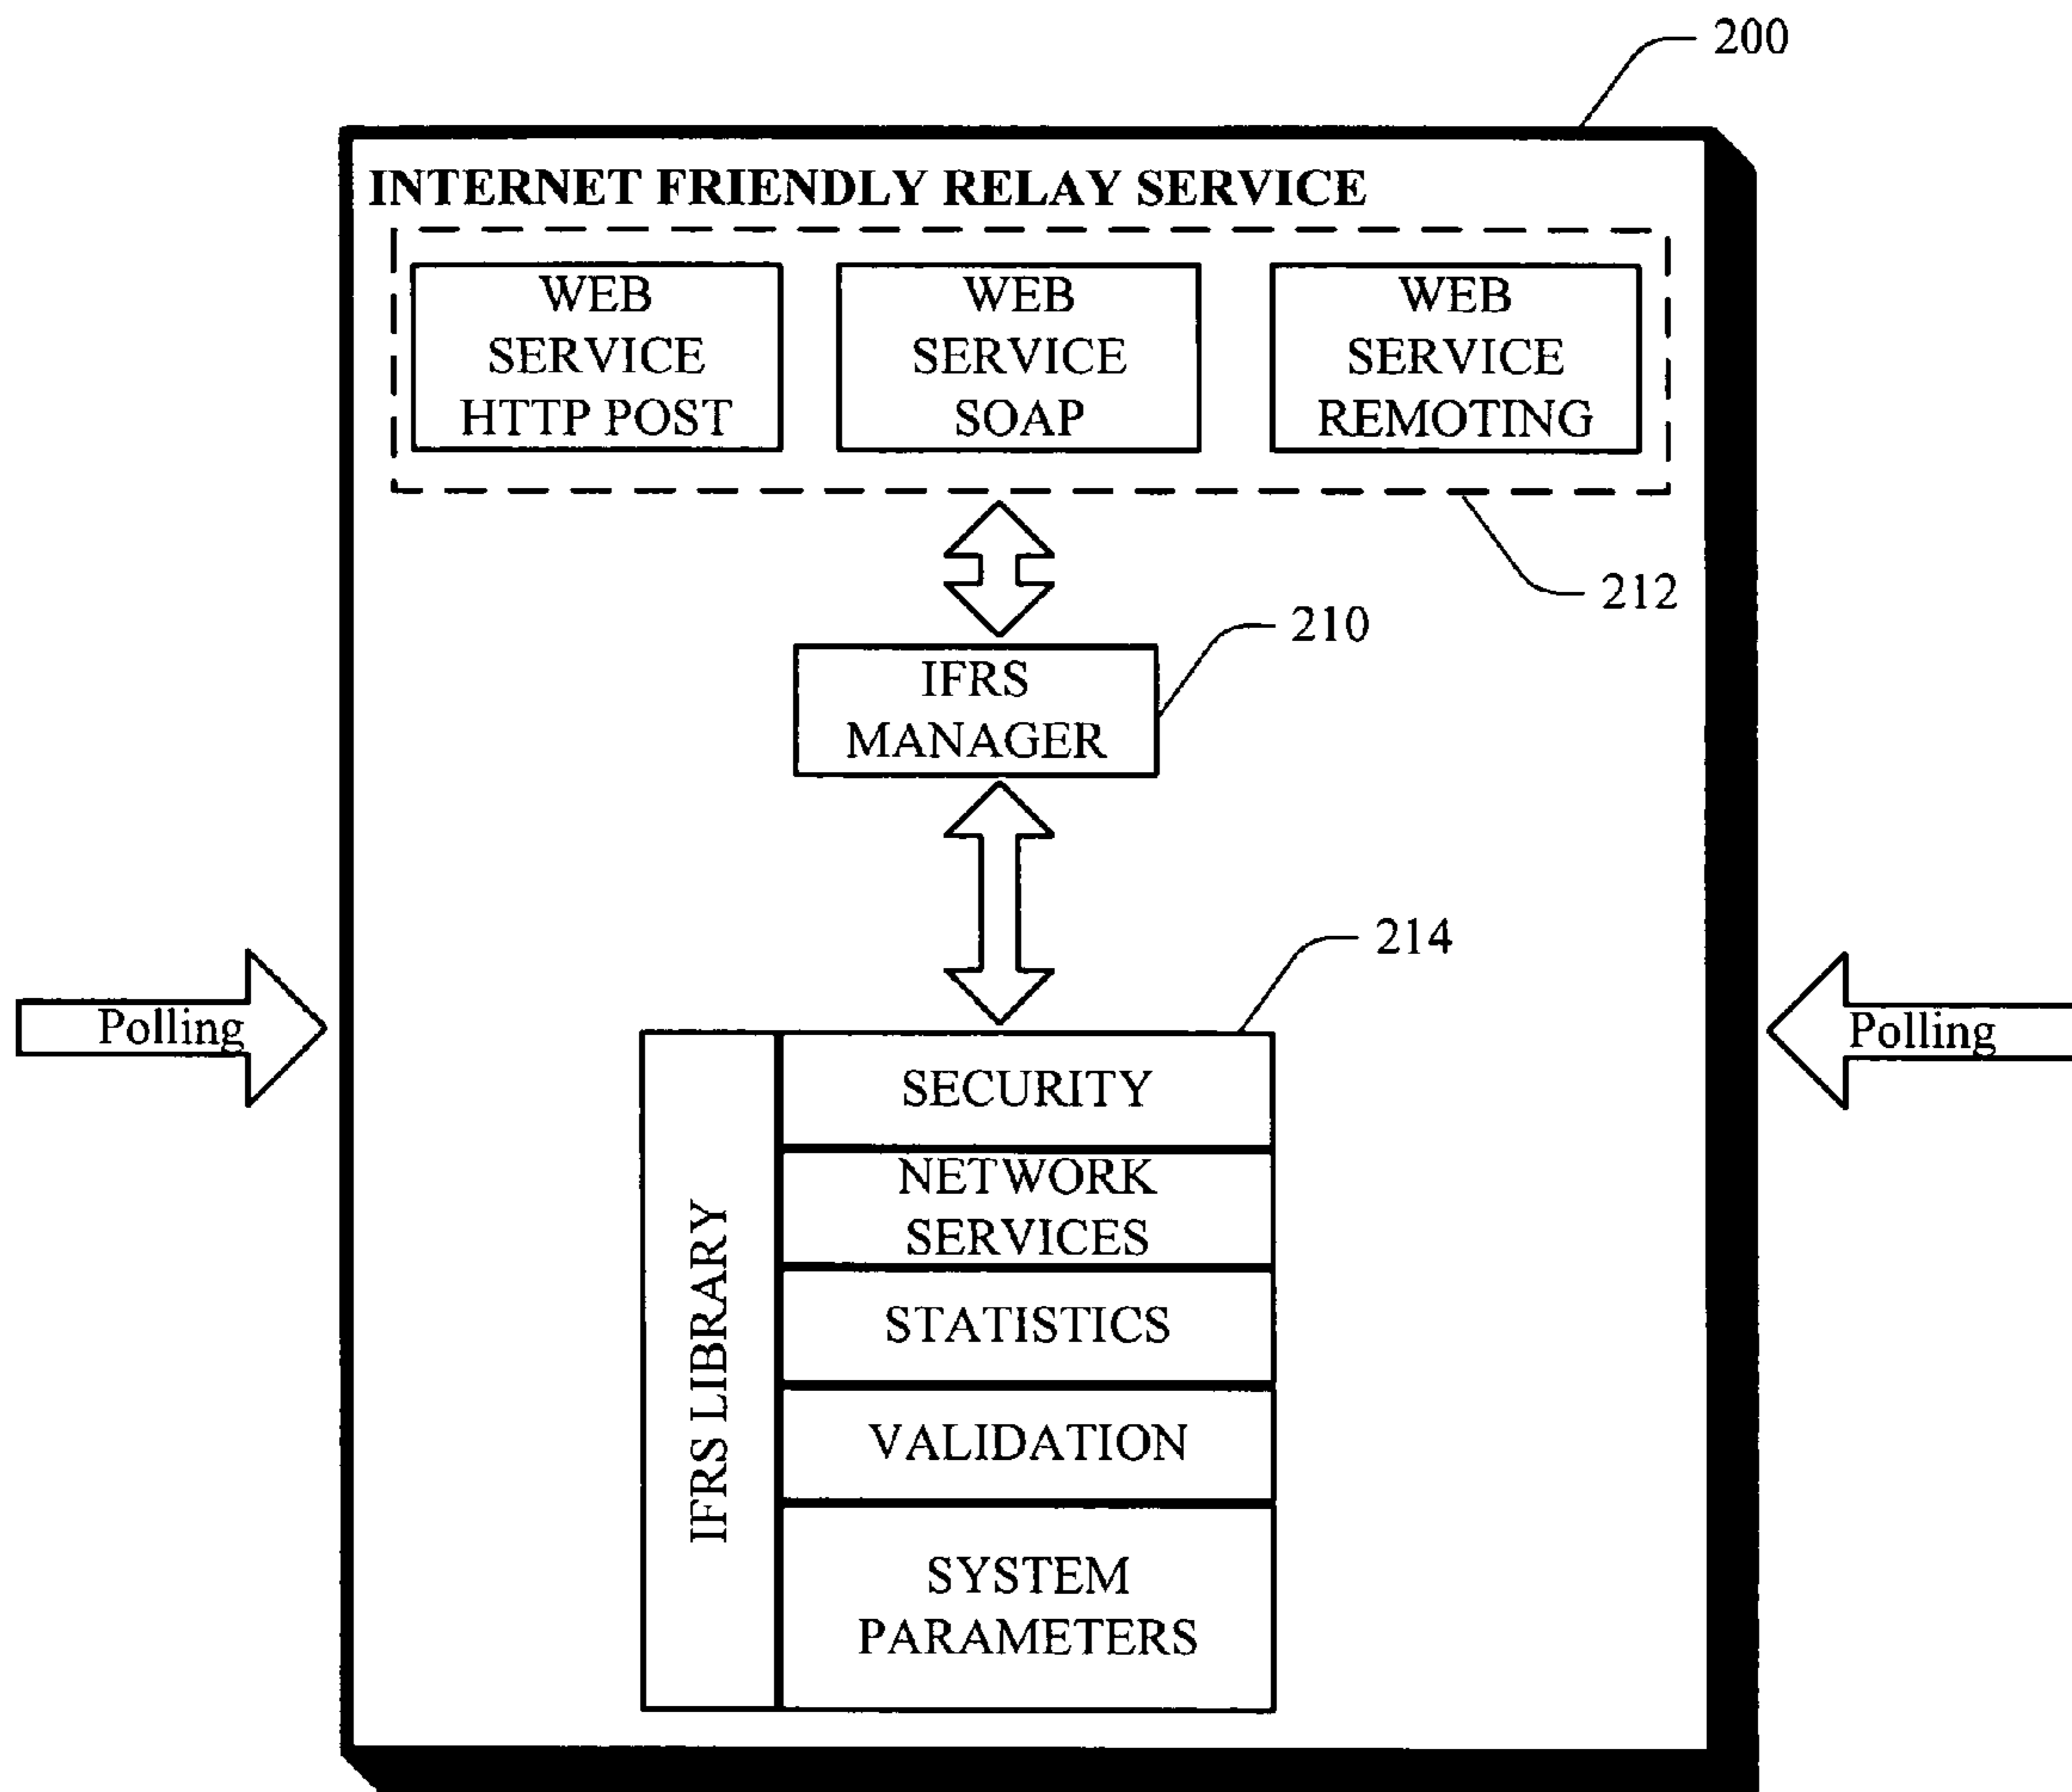 200
INTERNET FRIENDLY RELAY SERVICE
WEB
SERVICE
HTTP POST
WEB
SERVICE
SOAP
WEB
SERVICE
REMOTING
212
210
IFRS
MANAGER
214
Polling
Polling
IFRS LIBRARY
SECURITY
NETWORK
SERVICES
STATISTICS
VALIDATION
SYSTEM
PARAMETERS